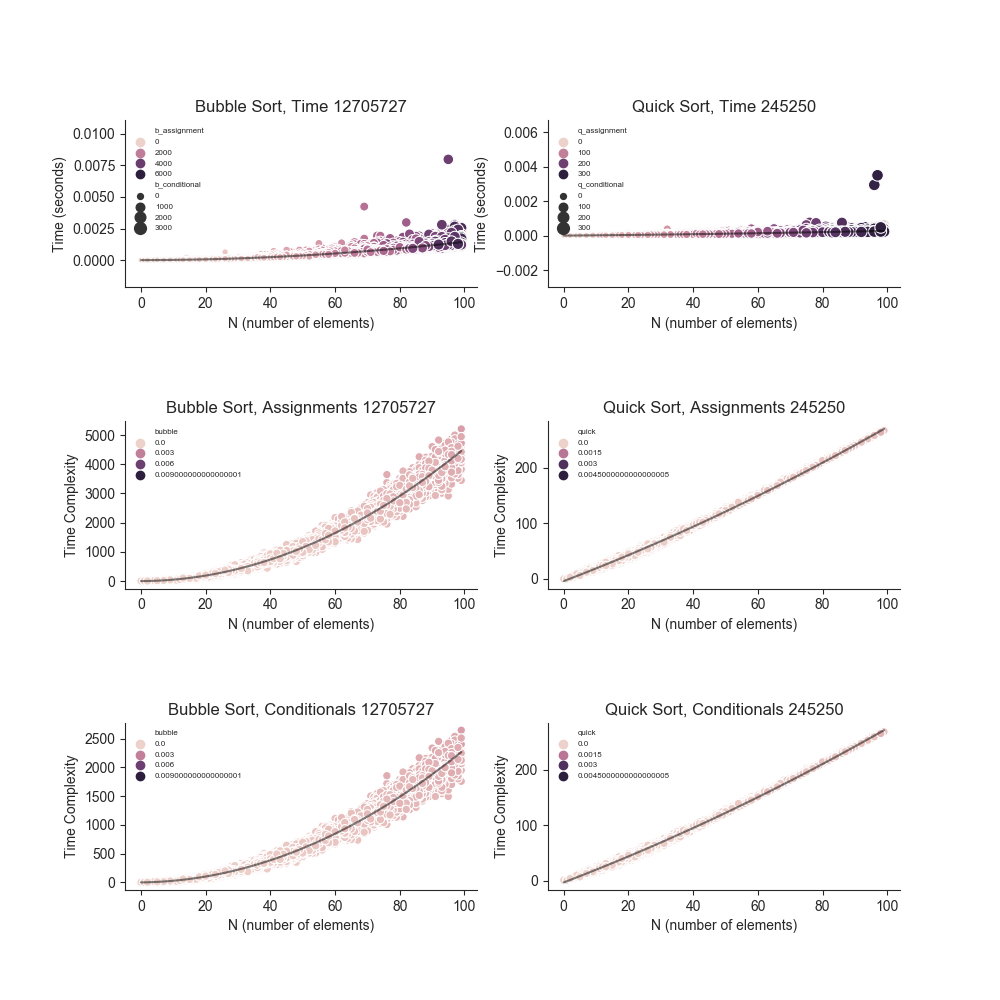 Bubble Sort, Time 12705727
Time (seconds)
0.0100
0.0075
0.0050
0.0025
0.0000
b_assignment
0
2000
4000
6000
b_conditional
0
1000
2000
3000
0 20 40 60 80 100
N (number of elements)
Quick Sort, Time 245250
Time (seconds)
0.006
0.004
0.002
0.000
−0.002
q_assignment
0
100
200
300
q_conditional
0
100
200
300
0 20 40 60 80 100
N (number of elements)
Bubble Sort, Assignments 12705727
Time Complexity
5000
4000
3000
2000
1000
0
bubble
0.0
0.003
0.006
0.009000000000000001
0 20 40 60 80 100
N (number of elements)
Quick Sort, Assignments 245250
Time Complexity
200
100
0
quick
0.0
0.0015
0.003
0.0045000000000000005
0 20 40 60 80 100
N (number of elements)
Bubble Sort, Conditionals 12705727
Time Complexity
2500
2000
1500
1000
500
0
bubble
0.0
0.003
0.006
0.009000000000000001
0 20 40 60 80 100
N (number of elements)
Quick Sort, Conditionals 245250
Time Complexity
200
100
0
quick
0.0
0.0015
0.003
0.0045000000000000005
0 20 40 60 80 100
N (number of elements)